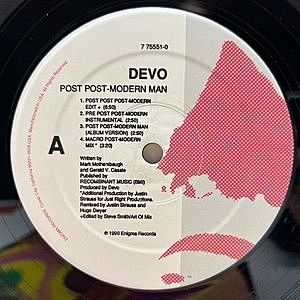 7 75551-0
DEVO
POST POST-MODERN MAN
1. POST POST POST-MODERN
EDIT + (6:50)
2. PRE POST POST-MODERN
INSTRUMENTAL (2:50)
3. POST POST-MODERN MAN
(ALBUM VERSION) (2:50)
4. MACRO POST-MODERN
MIX * (3:20)
A
Written by
Mark Mothersbaugh
and Gerald V. Casale
Published by
RECOMBINANT MUSIC (BMI)
Produced by Devo
*Additional Production by Justin
Strauss for Just Right Productions.
Remixed by Justin Strauss and
Hugo Dwyer
+Edited by Steve Smith/Art Of Mix
© 1990 Enigma Records